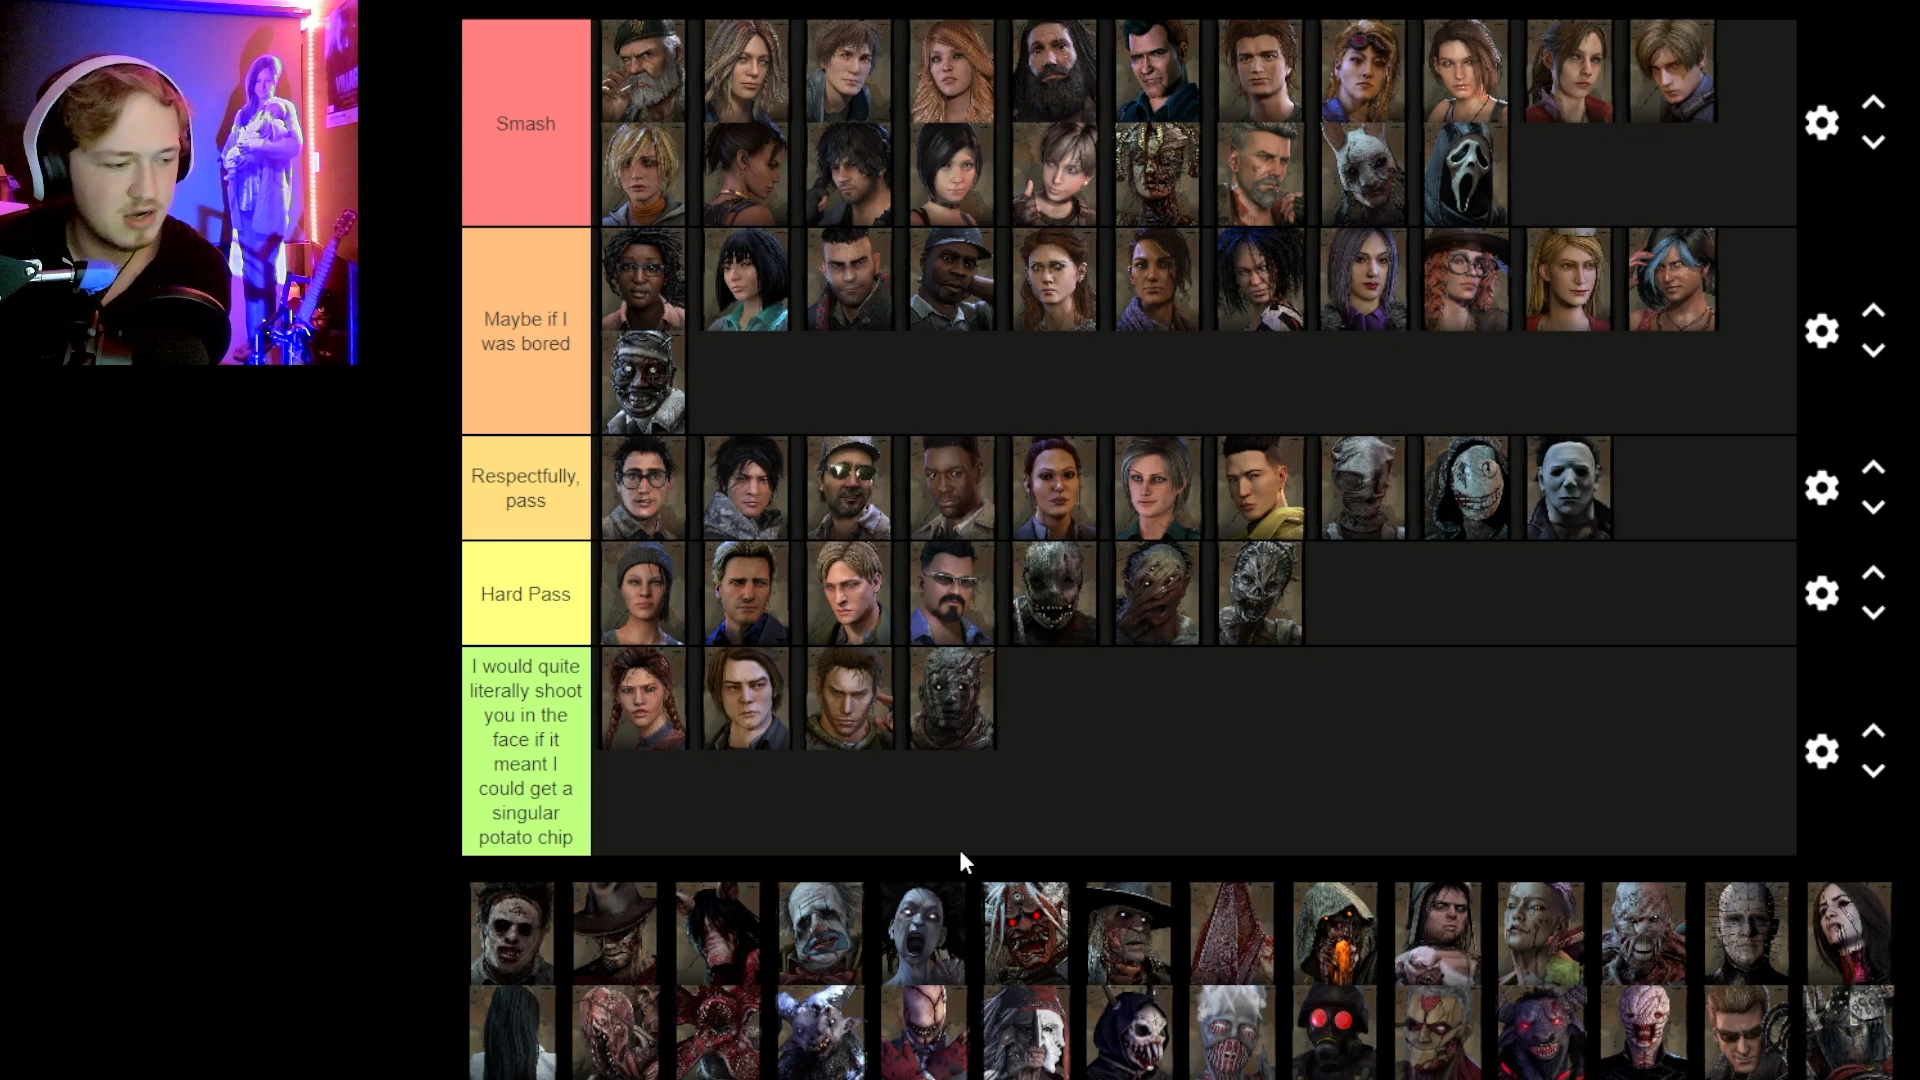 Smash
Maybe if I
was bored
Respectfully,
pass
Hard Pass
I would quite
literally shoot
you in the
face if it
meant I
could get a
singular
potato chip